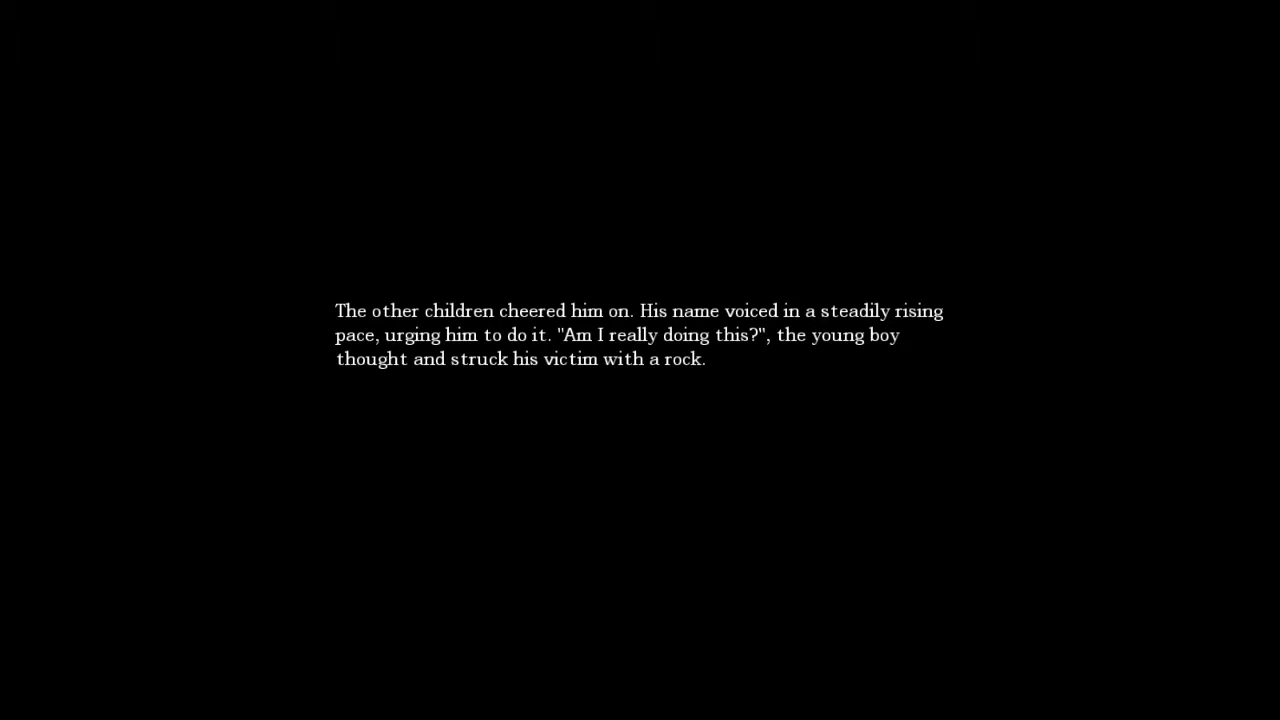 The other children cheered him on. His name voiced in a steadily rising
pace, urging him to do it. "Am I really doing this?", the young boy
thought and struck his victim with a rock.